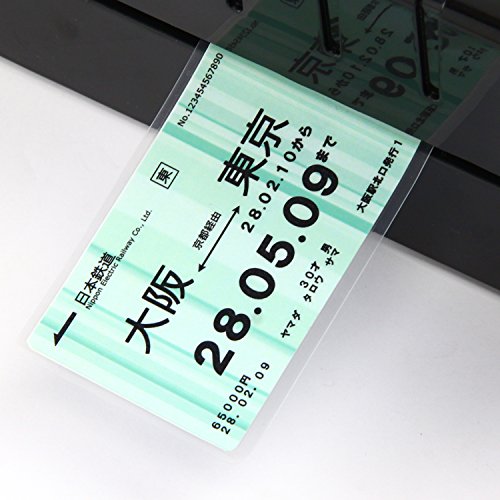 No.123454567890
東
← 日本鉄道
Nippon Electric Railway Co., Ltd.
大阪 ↔ 東京
京都経由
28.02.10から
28.05.09まで
30才 男
ヤマダ タロウ サマ
65000円
28.02.09
大阪駅北口発行1